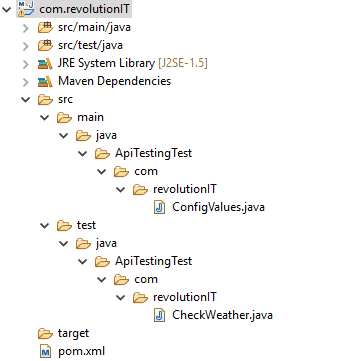 com.revolutionIT
src/main/java
src/test/java
JRE System Library [J2SE-1.5]
Maven Dependencies
src
main
java
ApiTestingTest
com
revolutionIT
ConfigValues.java
test
java
ApiTestingTest
com
revolutionIT
CheckWeather.java
target
pom.xml